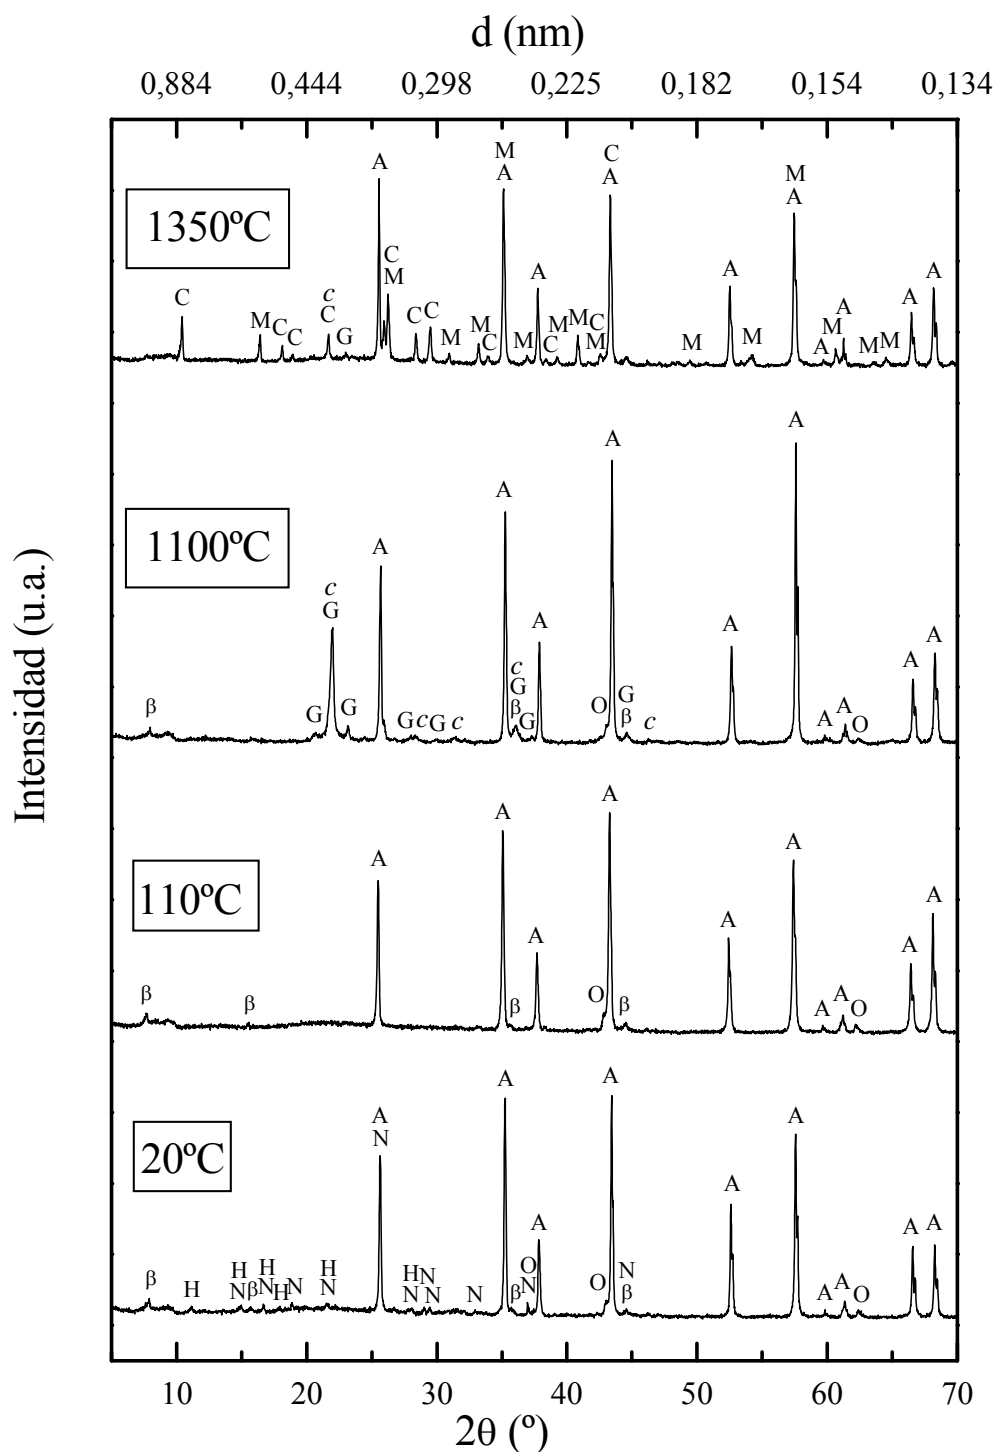 d (nm)
0,884 0,444 0,298 0,225 0,182 0,154 0,134
1350ºC
M C
A A A M
C A
C c M A A A
C M C C G C C M M C M M C M C M M M A M A M M A A
1100ºC
A
A
A
A
c
G c A A A A
β G G G c G c G β G O G β c A A O
110ºC
A
A
A
A
A A A A
β β β O β A A O
20ºC
A A A
A
N A A A A
β H H N β H N H N H N H N N N N β O N O N β A A O
Intensidad (u.a.)
10 20 30 40 50 60 70
2θ (º)